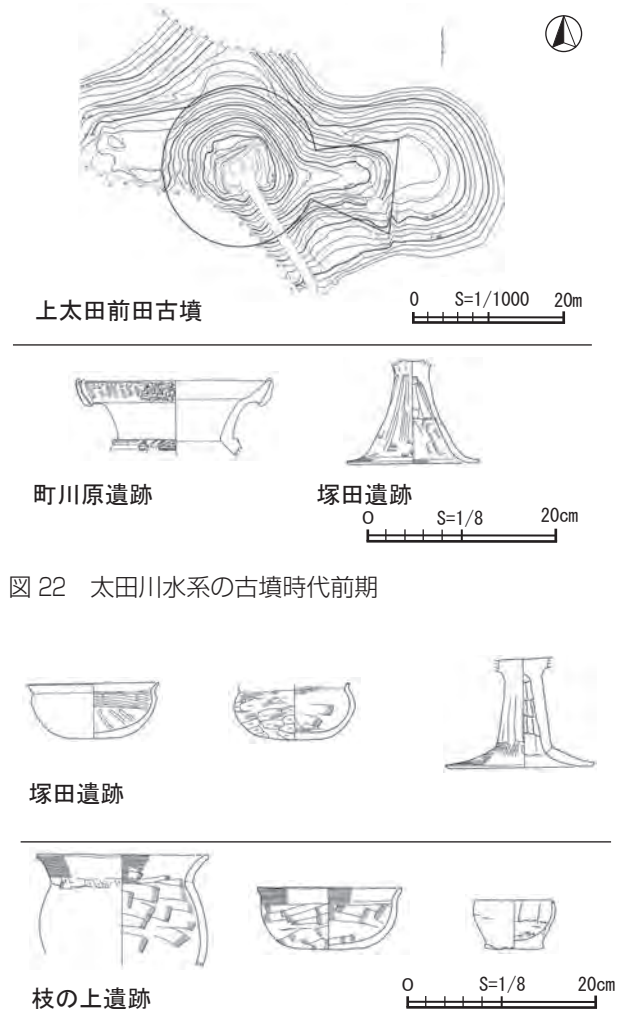 上太田前田古墳
0 S=1/1000 20m
町川原遺跡 塚田遺跡
0 S=1/8 20cm
図 22 太田川水系の古墳時代前期
塚田遺跡
枝の上遺跡
0 S=1/8 20cm